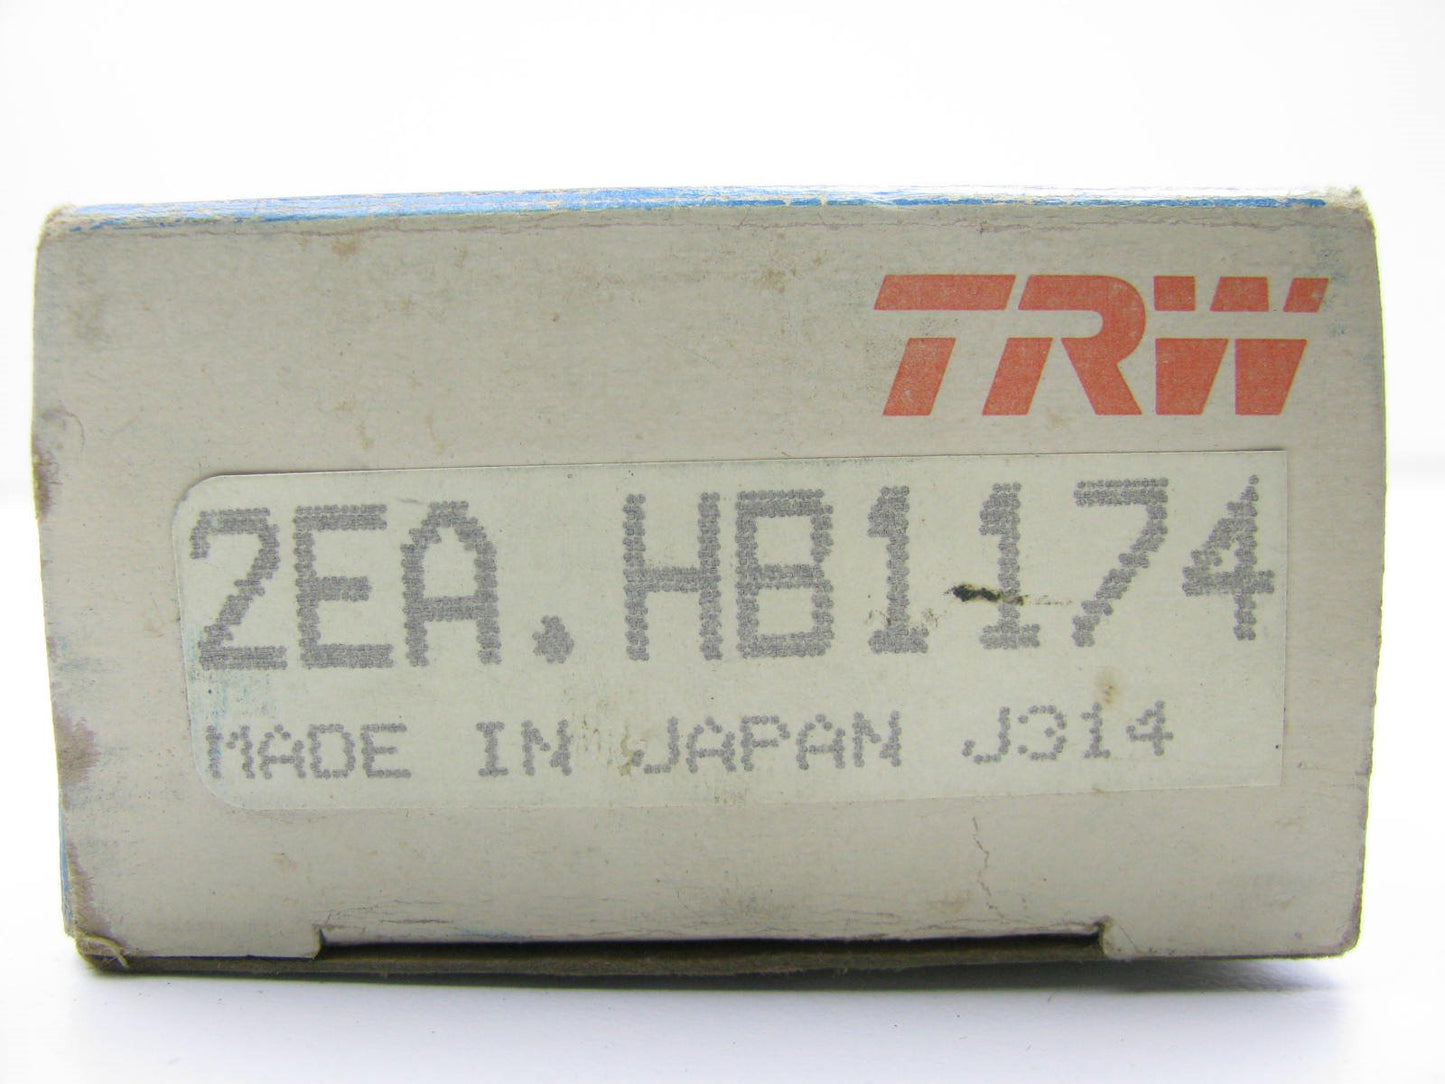 TRW
2EA. HB1174
MADE IN JAPAN J314